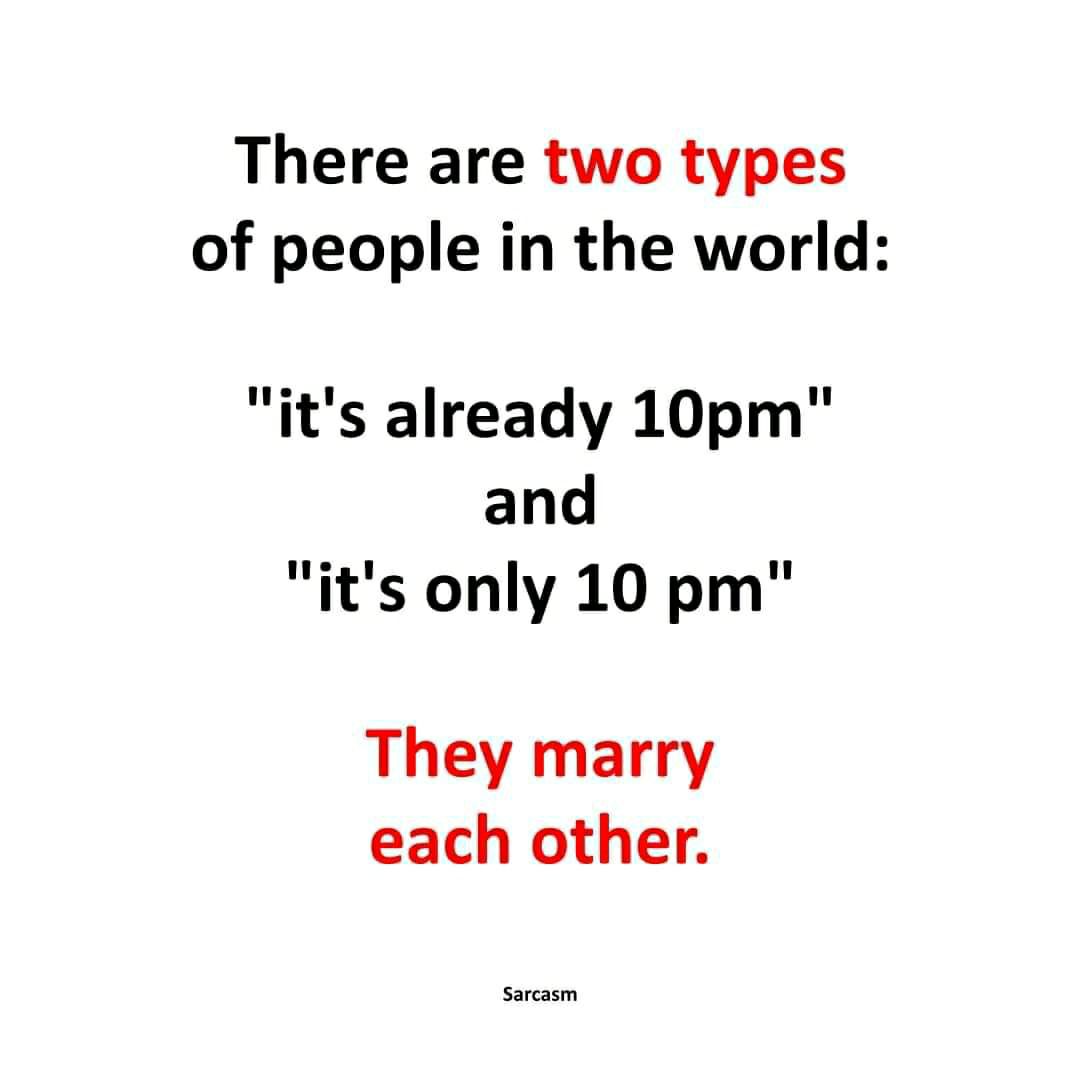 There are two types
of people in the world:
"it's already 10pm"
and
"it's only 10 pm"
They marry
each other.
Sarcasm